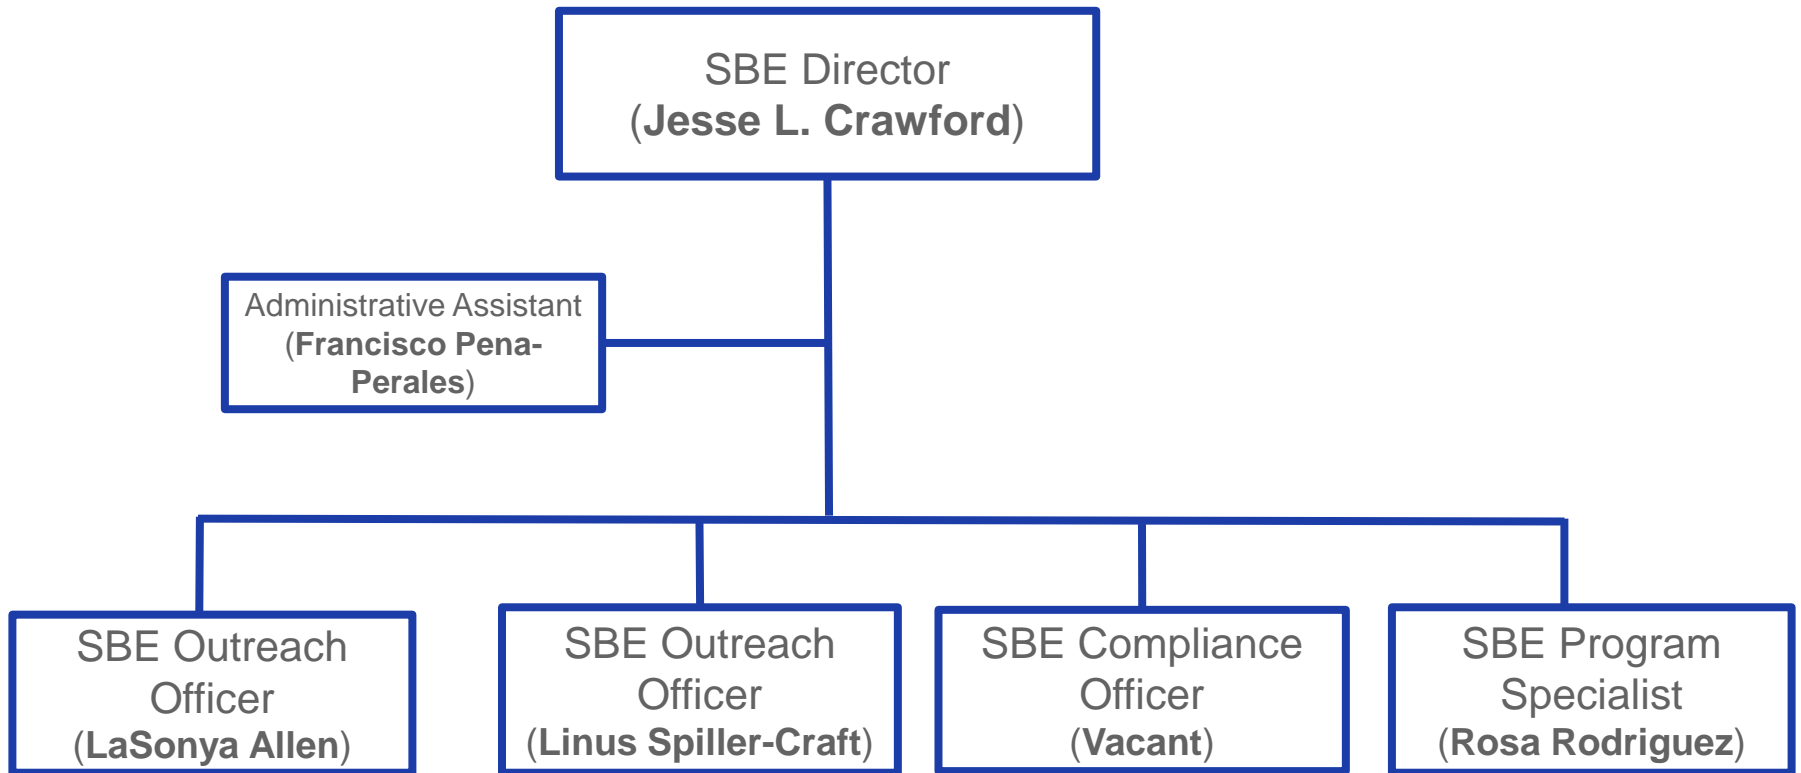 SBE Director
(Jesse L. Crawford)
Administrative Assistant
(Francisco Pena-
Perales)
SBE Outreach
Officer
(LaSonya Allen)
SBE Outreach
Officer
(Linus Spiller-Craft)
SBE Compliance
Officer
(Vacant)
SBE Program
Specialist
(Rosa Rodriguez)